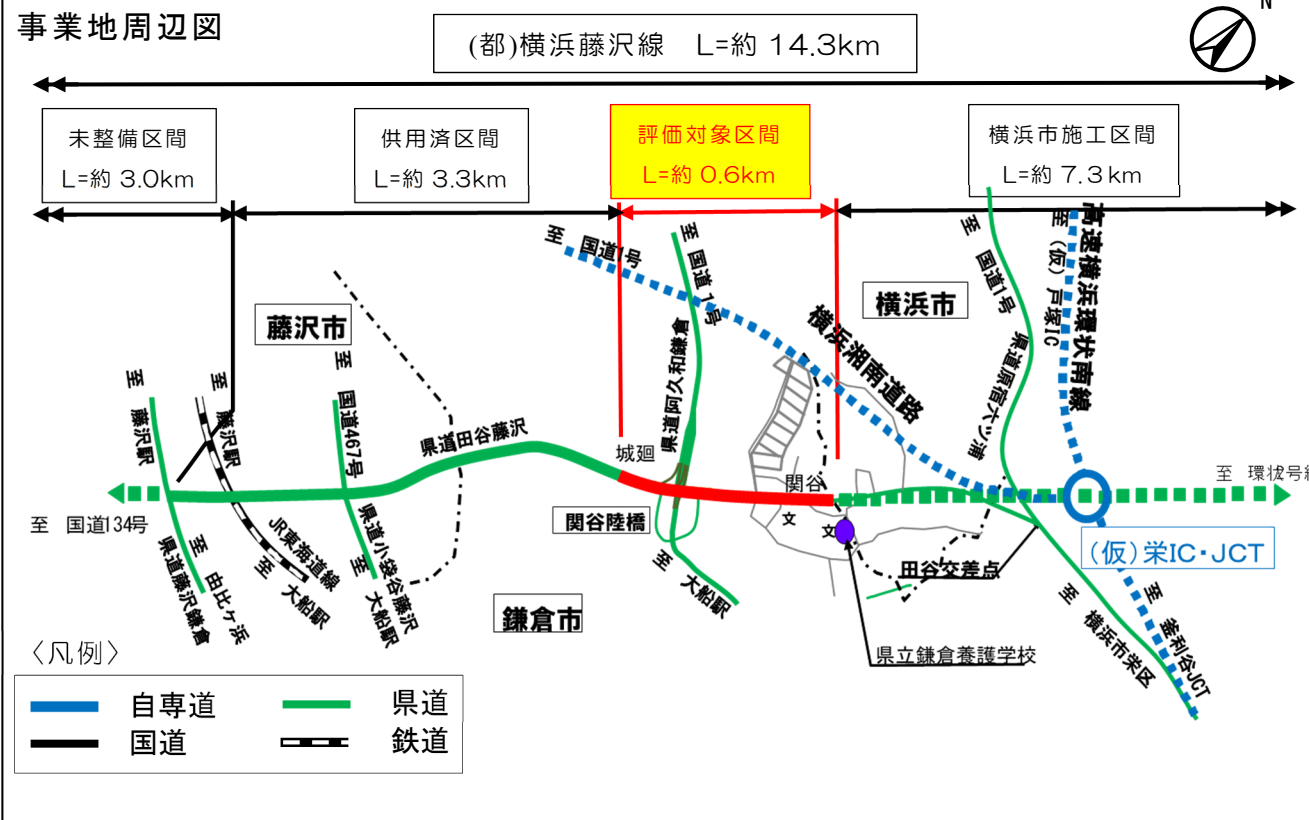 事業地周辺図
N
(都)横浜藤沢線 L=約 14.3km
未整備区間
L=約 3.0km
供用済区間
L=約 3.3km
評価対象区間
L=約 0.6km
横浜市施工区間
L=約 7.3km
至 国道1号
至 国道1号
県道阿久和鎌倉
横浜湘南道路
横浜市
至 国道1号
県道原宿六ツ浦
高速横浜環状南線
至(仮)戸塚IC
藤沢市
至 藤沢駅
至 藤沢駅
至 国道467号
県道田谷藤沢
城廻
関谷
至 国道134号
県道藤沢鎌倉
至 由比ヶ浜
JR東海道線
至 大船駅
県道小袋谷藤沢
至 大船駅
関谷陸橋
至 大船駅
文
文
田谷交差点
至 環状号線
(仮)栄IC・JCT
至 横浜市栄区
至 釜利谷JCT
鎌倉市
県立鎌倉養護学校
〈凡例〉
自専道
県道
国道
鉄道